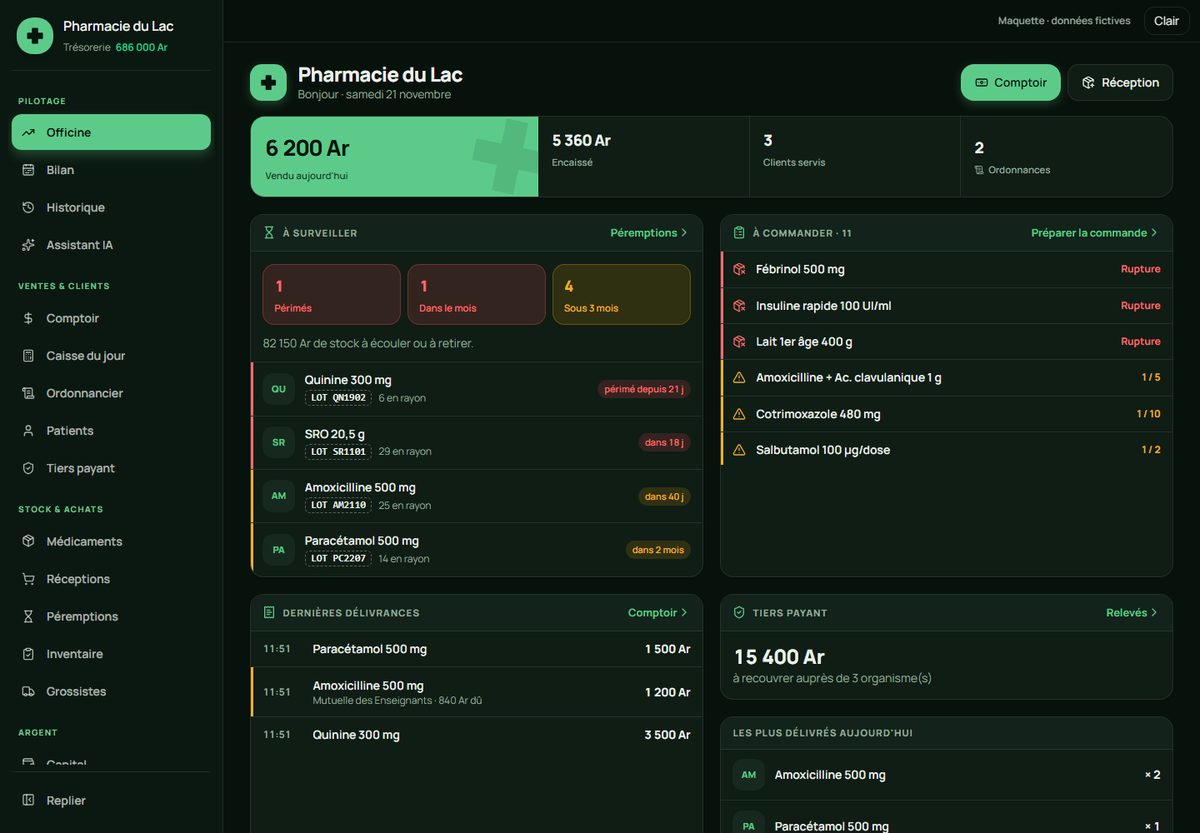 Pharmacie du Lac
Trésorerie 686 000 Ar
PILOTAGE
Officine
Bilan
Historique
Assistant IA
VENTES & CLIENTS
Comptoir
Caisse du jour
Ordonnancier
Patients
Tiers payant
STOCK & ACHATS
Médicaments
Réceptions
Péremptions
Inventaire
Grossistes
ARGENT
Capital
Replier
Maquette · données fictives
Clair
Pharmacie du Lac
Bonjour · samedi 21 novembre
Comptoir
Réception
6 200 Ar
Vendu aujourd'hui
5 360 Ar
Encaissé
3
Clients servis
2
Ordonnances
À SURVEILLER
Péremptions
1
Périmés
1
Dans le mois
4
Sous 3 mois
82 150 Ar de stock à écouler ou à retirer.
QU
Quinine 300 mg
LOT QN1902 6 en rayon
périmé depuis 21 j
SR
SRO 20,5 g
LOT SR1101 29 en rayon
dans 18 j
AM
Amoxicilline 500 mg
LOT AM2110 25 en rayon
dans 40 j
PA
Paracétamol 500 mg
LOT PC2207 14 en rayon
dans 2 mois
À COMMANDER · 11
Préparer la commande
Fébrinol 500 mg Rupture
Insuline rapide 100 UI/ml Rupture
Lait 1er âge 400 g Rupture
Amoxicilline + Ac. clavulanique 1 g 1 / 5
Cotrimoxazole 480 mg 1 / 10
Salbutamol 100 µg/dose 1 / 2
DERNIÈRES DÉLIVRANCES
Comptoir
11:51 Paracétamol 500 mg 1 500 Ar
11:51 Amoxicilline 500 mg 1 200 Ar
Mutuelle des Enseignants · 840 Ar dû
11:51 Quinine 300 mg 3 500 Ar
TIERS PAYANT
Relevés
15 400 Ar
à recouvrer auprès de 3 organisme(s)
LES PLUS DÉLIVRÉS AUJOURD'HUI
AM Amoxicilline 500 mg × 2
PA Paracétamol 500 mg × 1